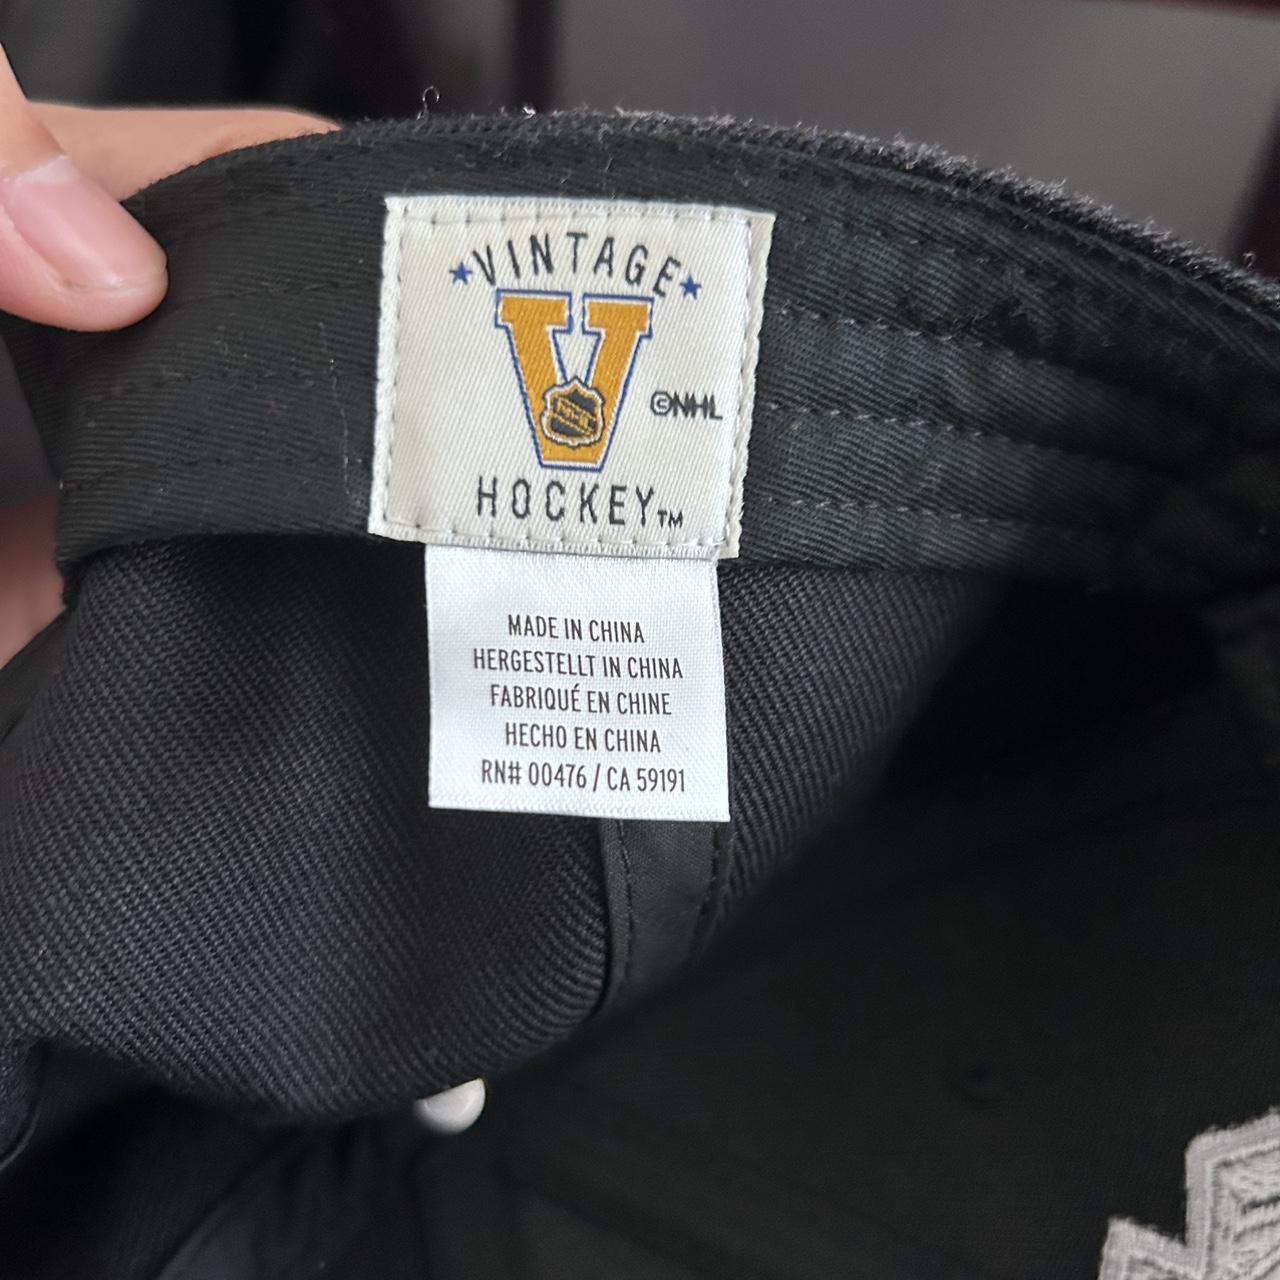 VINTAGE
NHL
©NHL
HOCKEY™
MADE IN CHINA
HERGESTELLT IN CHINA
FABRIQUÉ EN CHINE
HECHO EN CHINA
RN# 00476 / CA 59191